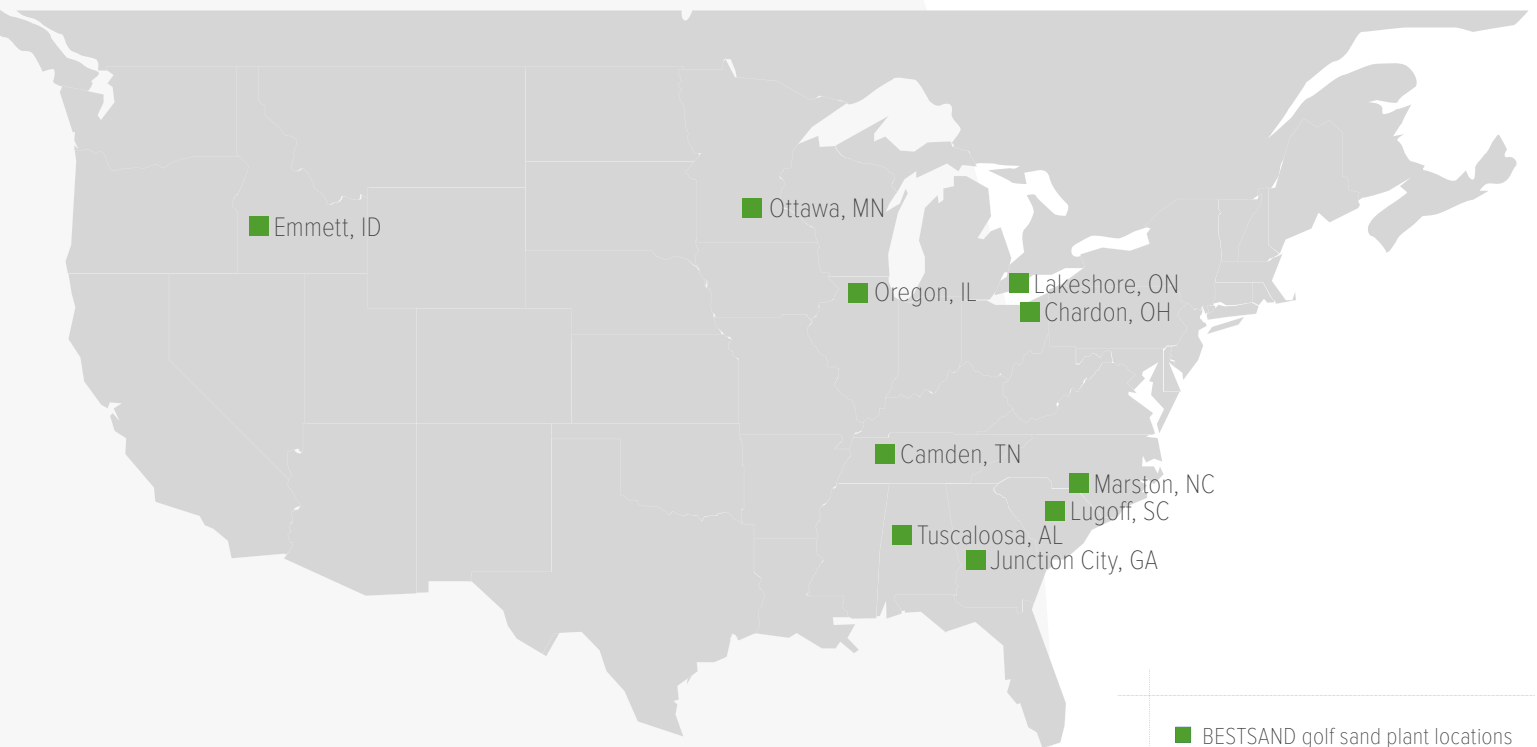 Ottawa, MN
Emmett, ID
Lakeshore, ON
Oregon, IL
Chardon, OH
Camden, TN
Marston, NC
Lugoff, SC
Tuscaloosa, AL
Junction City, GA
BESTSAND golf sand plant locations